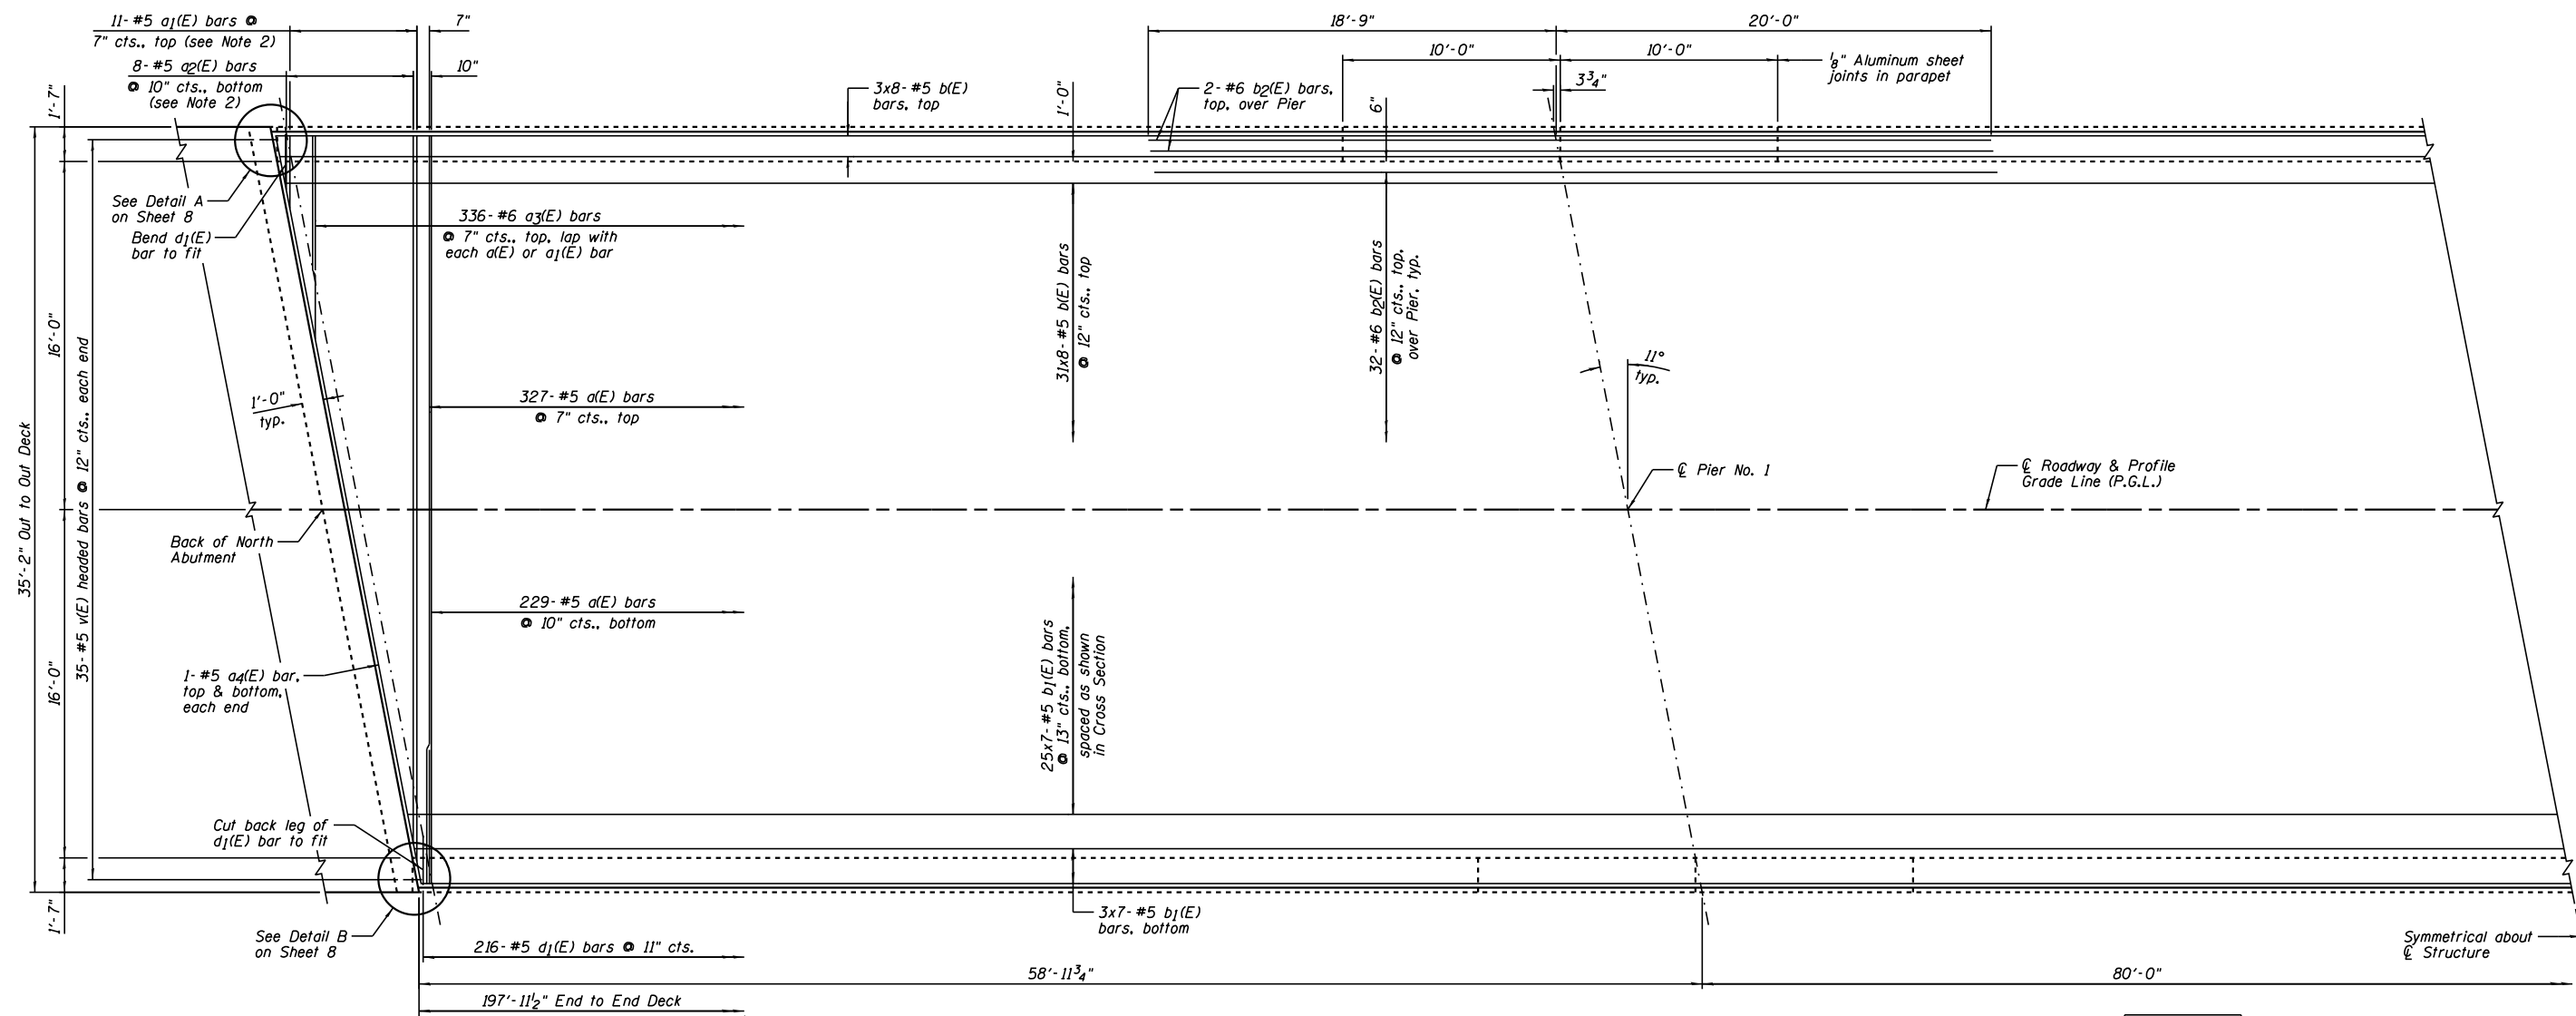 11- #5 a1(E) bars @
7" cts., top (see Note 2)
7"
8- #5 a2(E) bars
@ 10" cts., bottom
(see Note 2)
10"
18'-9"
20'-0"
10'-0"
10'-0"
1/8" Aluminum sheet
joints in parapet
3 3/4"
3x8- #5 b(E)
bars, top
1'-0"
2- #6 b2(E) bars,
top, over Pier
6"
1'-7"
See Detail A
on Sheet 8
Bend d1(E)
bar to fit
336- #6 a3(E) bars
@ 7" cts., top, lap with
each a(E) or a1(E) bar
31x8- #5 b(E) bars
@ 12" cts., top
32- #6 b2(E) bars
@ 12" cts., top,
over Pier, typ.
11°
typ.
16'-0"
35'-2" Out to Out Deck
35- #5 v(E) headed bars @ 12" cts., each end
1'-0"
typ.
327- #5 a(E) bars
@ 7" cts., top
℄ Pier No. 1
℄ Roadway & Profile
Grade Line (P.G.L.)
Back of North
Abutment
229- #5 a(E) bars
@ 10" cts., bottom
16'-0"
1- #5 a4(E) bar,
top & bottom,
each end
25x7- #5 b1(E) bars
@ 13" cts., bottom,
spaced as shown
in Cross Section
Cut back leg of
d1(E) bar to fit
1'-7"
See Detail B
on Sheet 8
3x7- #5 b1(E)
bars, bottom
216- #5 d1(E) bars @ 11" cts.
Symmetrical about
℄ Structure
58'-11 3/4"
80'-0"
197'-11 1/2" End to End Deck